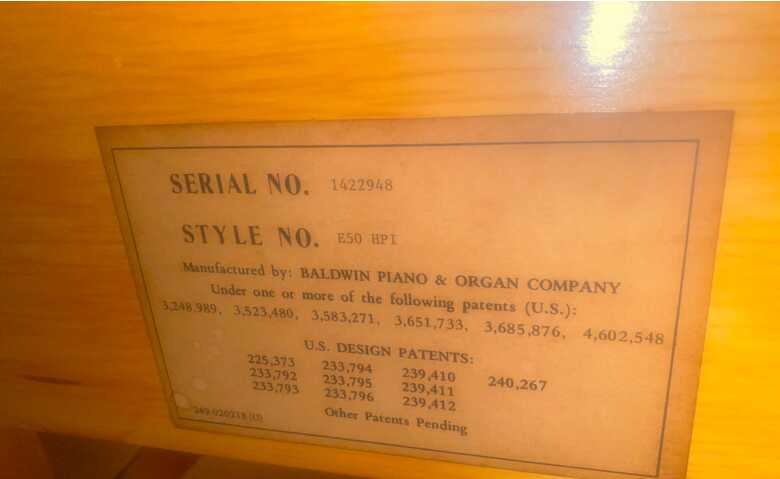 SERIAL NO. 1422948
STYLE NO. E50 HPI
Manufactured by: BALDWIN PIANO & ORGAN COMPANY
Under one or more of the following patents (U.S.):
3,248,989, 3,523,480, 3,583,271, 3,651,733, 3,685,876, 4,602,548
U.S. DESIGN PATENTS:
225,373 233,794 239,410 240,267
233,792 233,795 239,411
233,793 233,796 239,412
249-020218 (U) Other Patents Pending